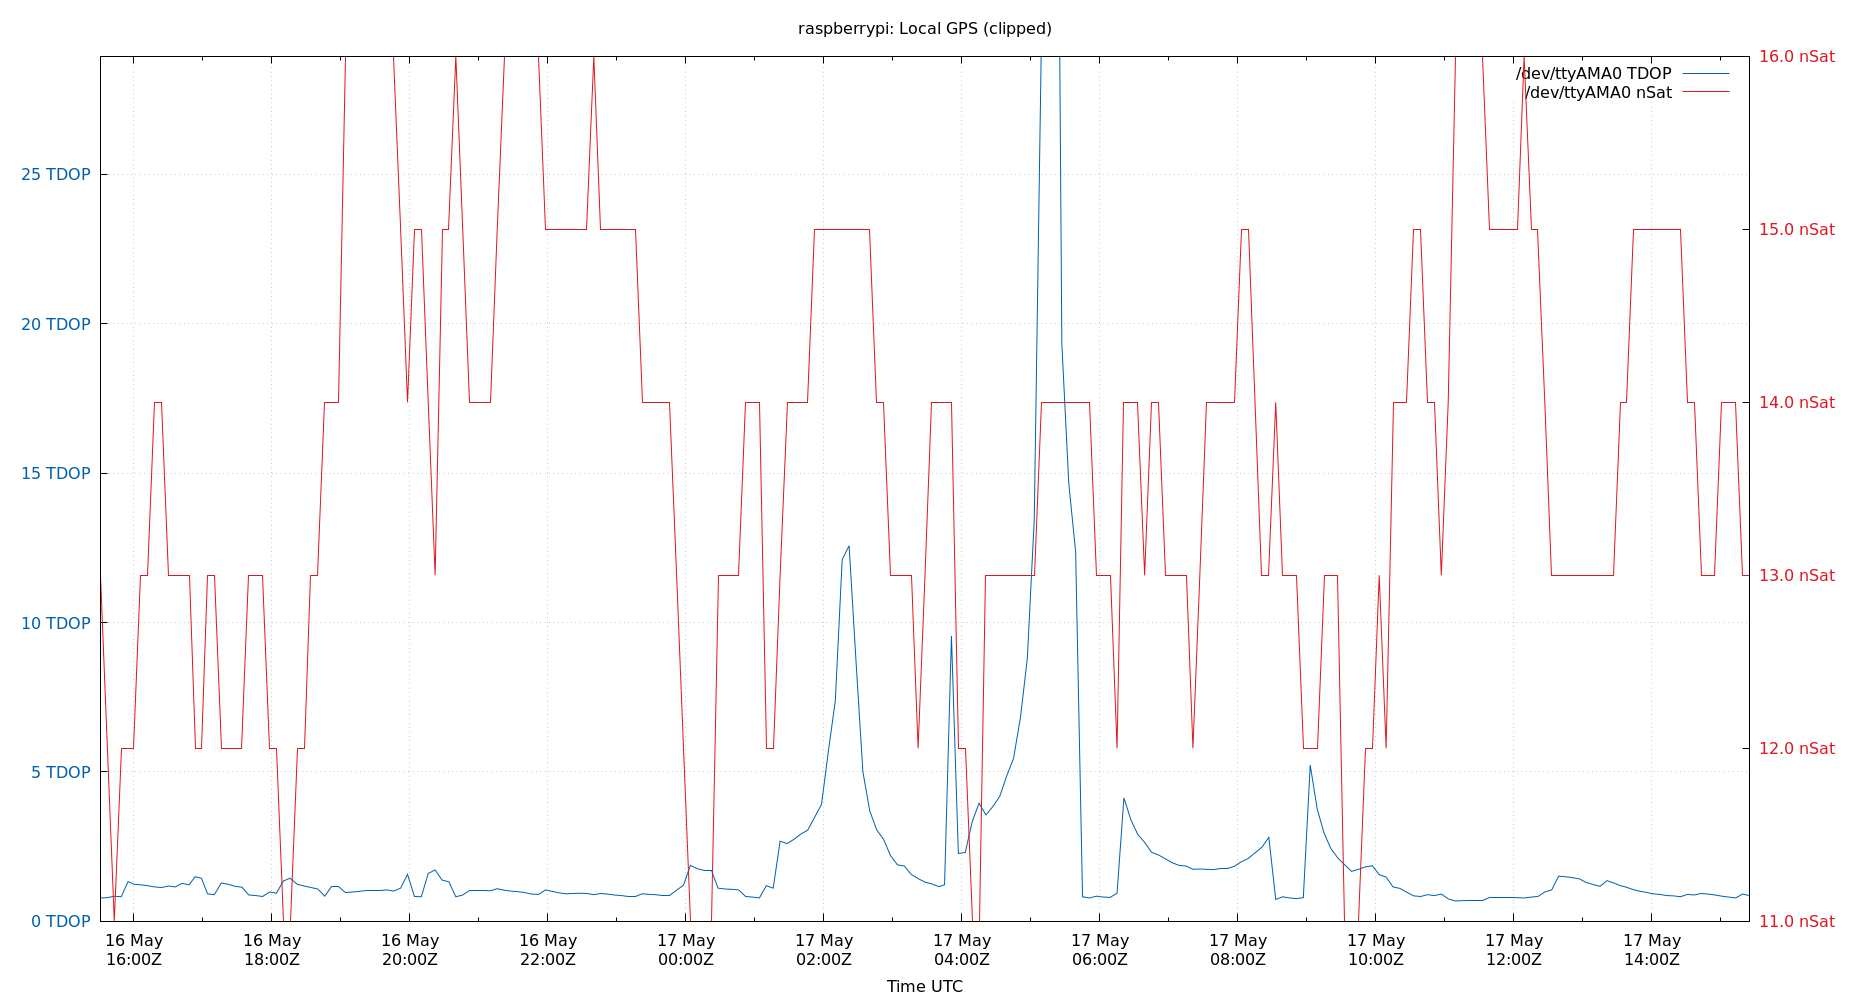 raspberrypi: Local GPS (clipped)
16.0 nSat
/dev/ttyAMA0 TDOP
/dev/ttyAMA0 nSat
25 TDOP
15.0 nSat
20 TDOP
14.0 nSat
15 TDOP
13.0 nSat
10 TDOP
12.0 nSat
5 TDOP
0 TDOP
11.0 nSat
16 May 16 May 16 May 16 May 17 May 17 May 17 May 17 May 17 May 17 May 17 May 17 May
16:00Z 18:00Z 20:00Z 22:00Z 00:00Z 02:00Z 04:00Z 06:00Z 08:00Z 10:00Z 12:00Z 14:00Z
Time UTC